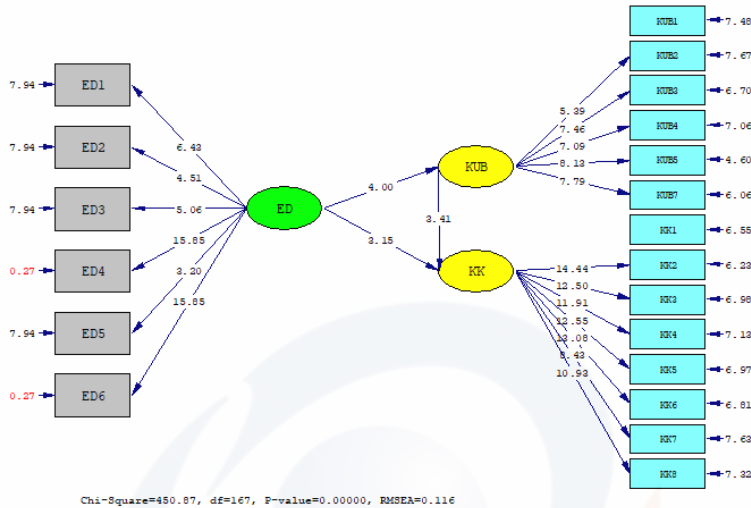 KUB1 7.48
KUB2 7.67
KUB3 6.70
KUB4 7.06
KUB5 4.60
KUB7 6.06
KK1 6.55
KK2 6.23
KK3 6.98
KK4 7.13
KK5 6.97
KK6 6.81
KK7 7.63
KK8 7.32
7.94 ED1
7.94 ED2
7.94 ED3
0.27 ED4
7.94 ED5
0.27 ED6
6.43
4.51
5.06
15.85
3.20
15.85
ED
4.00
3.15
KUB
3.41
KK
5.39
7.46
7.09
8.13
7.79
14.44
12.50
11.91
12.55
13.08
8.43
10.93
Chi-Square=450.87, df=167, P-value=0.00000, RMSEA=0.116